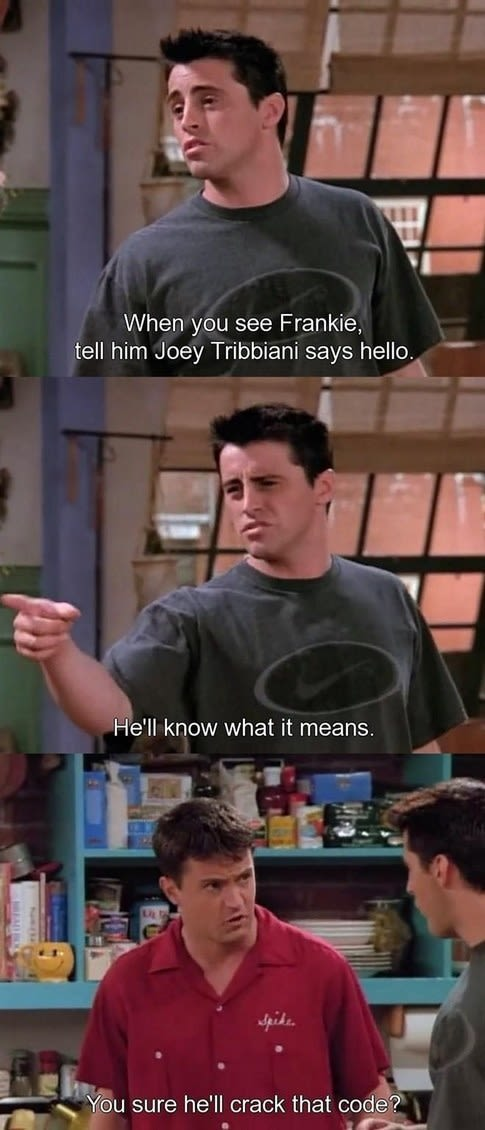 When you see Frankie,
tell him Joey Tribbiani says hello.
He'll know what it means.
Spike
You sure he'll crack that code?